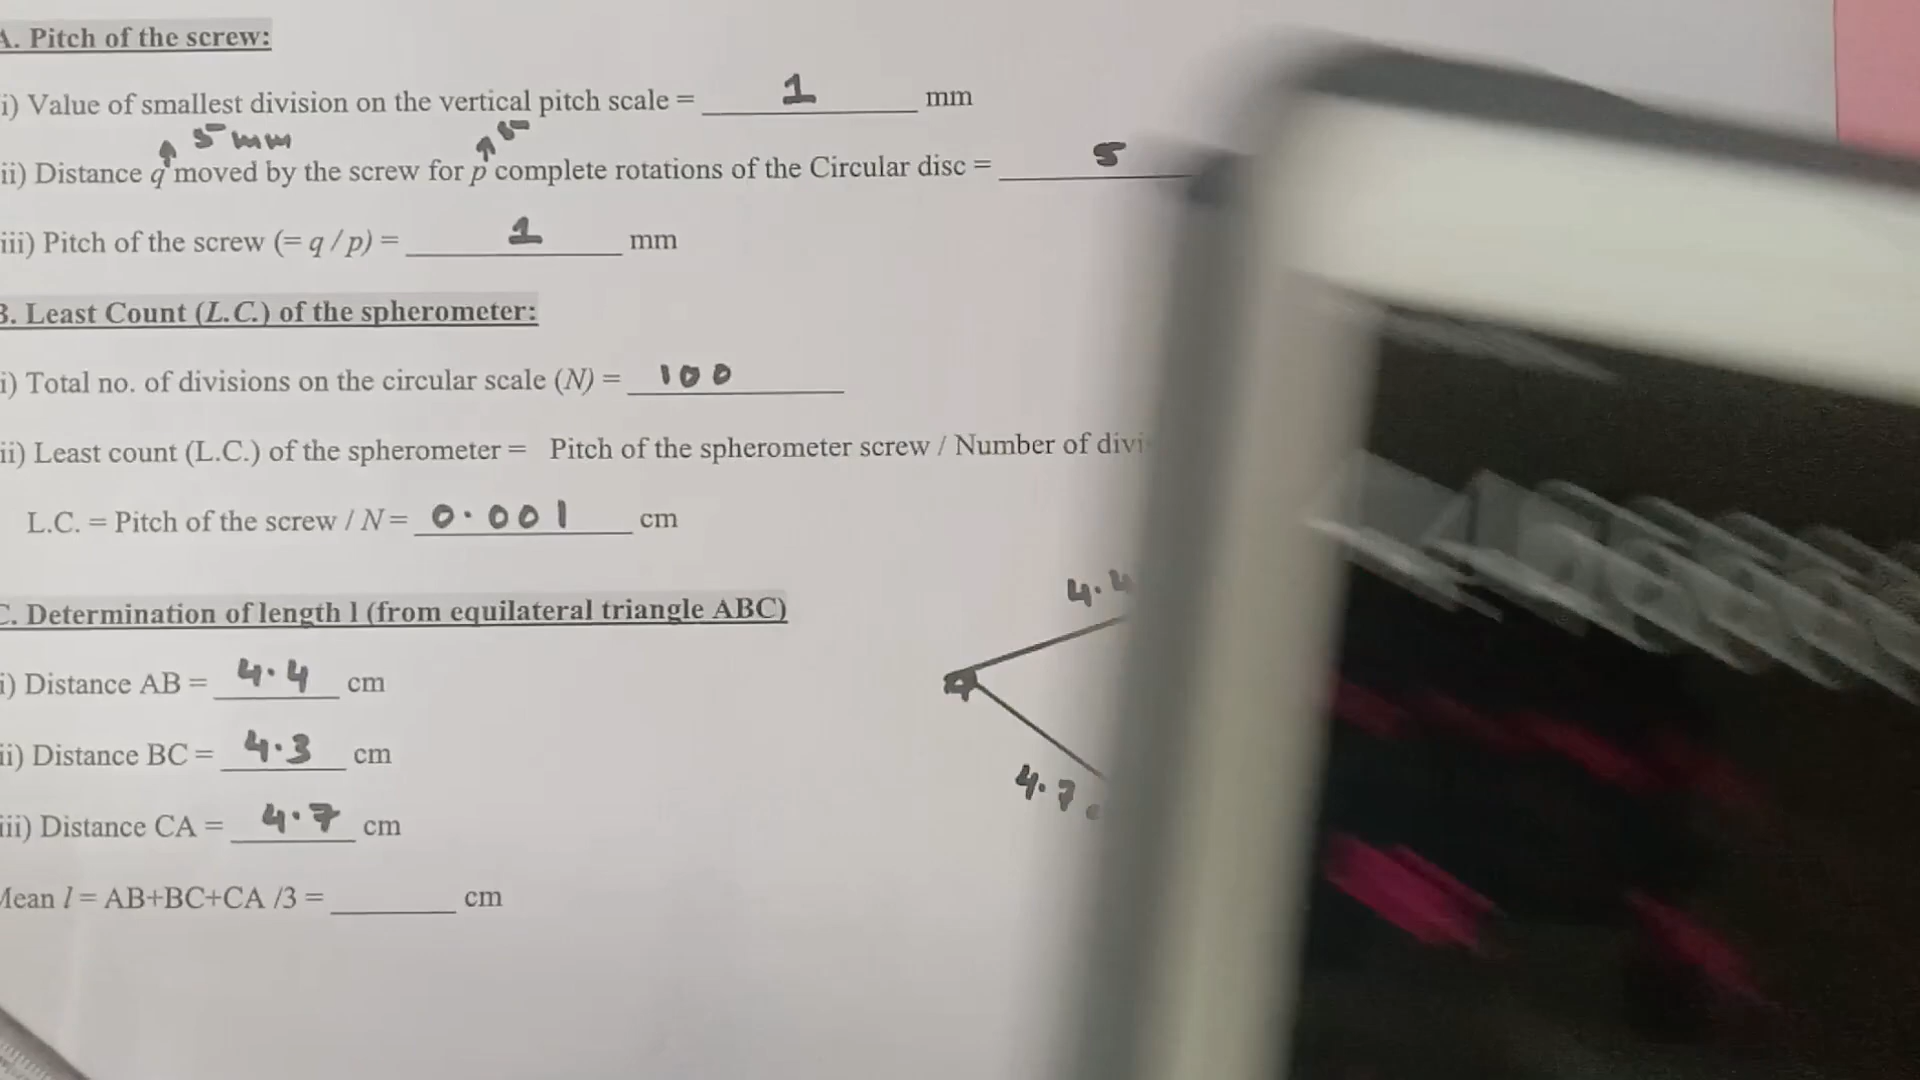 A. Pitch of the screw:
i) Value of smallest division on the vertical pitch scale = 1 mm
5 mm 5
ii) Distance q moved by the screw for p complete rotations of the Circular disc = 5
iii) Pitch of the screw (= q / p) = 1 mm
B. Least Count (L.C.) of the spherometer:
i) Total no. of divisions on the circular scale (N) = 100
ii) Least count (L.C.) of the spherometer = Pitch of the spherometer screw / Number of divi
L.C. = Pitch of the screw / N = 0.001 cm
4.4
C. Determination of length l (from equilateral triangle ABC)
i) Distance AB = 4.4 cm
ii) Distance BC = 4.3 cm
4.7
iii) Distance CA = 4.7 cm
Mean l = AB+BC+CA /3 = cm